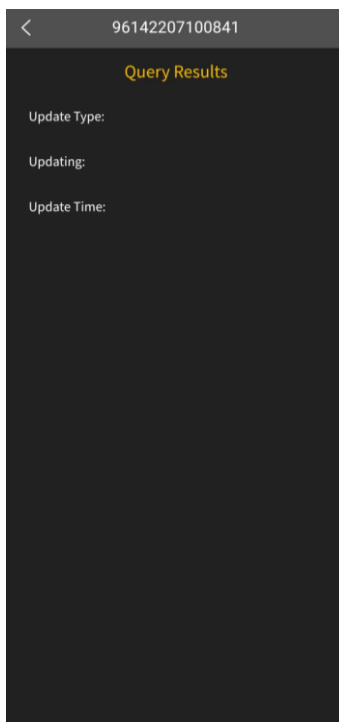 96142207100841
Query Results
Update Type:
Updating:
Update Time: